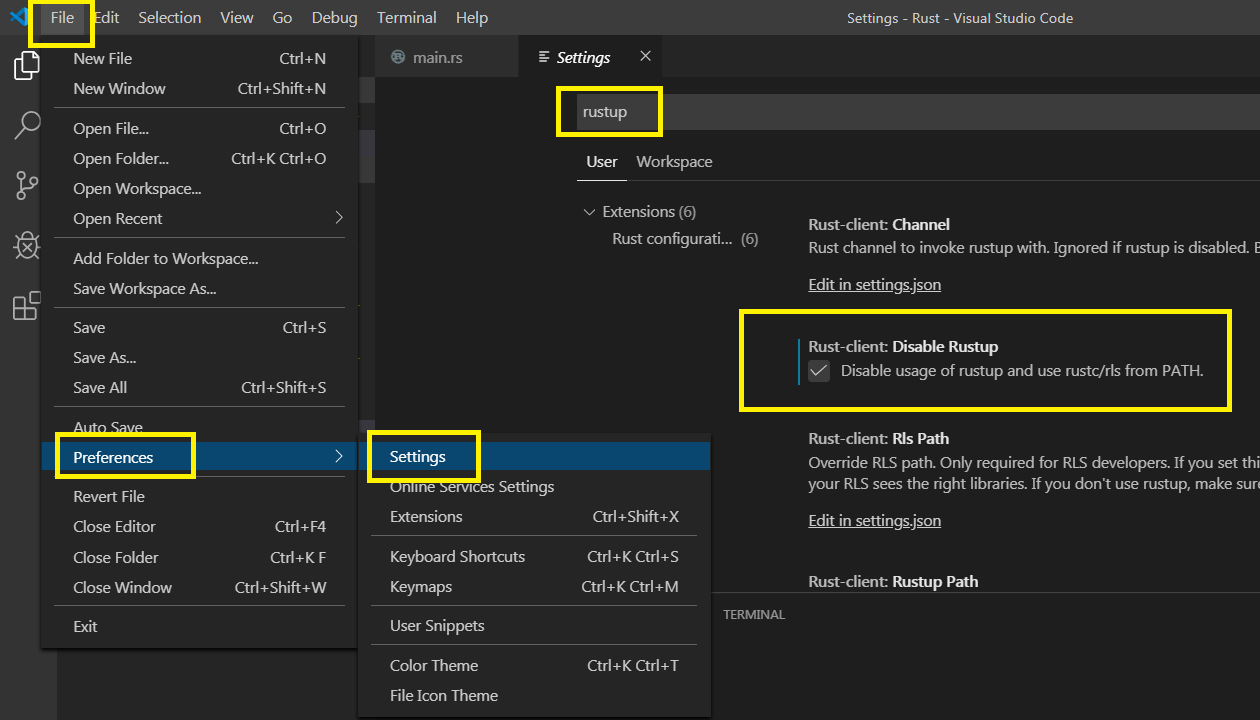 File Edit Selection View Go Debug Terminal Help
Settings - Rust - Visual Studio Code
New File Ctrl+N
New Window Ctrl+Shift+N
Open File... Ctrl+O
Open Folder... Ctrl+K Ctrl+O
Open Workspace...
Open Recent
Add Folder to Workspace...
Save Workspace As...
Save Ctrl+S
Save As...
Save All Ctrl+Shift+S
Auto Save
Preferences
Revert File
Close Editor Ctrl+F4
Close Folder Ctrl+K F
Close Window Ctrl+Shift+W
Exit
Settings
Online Services Settings
Extensions Ctrl+Shift+X
Keyboard Shortcuts Ctrl+K Ctrl+S
Keymaps Ctrl+K Ctrl+M
User Snippets
Color Theme Ctrl+K Ctrl+T
File Icon Theme
main.rs
Settings
rustup
User Workspace
Extensions (6)
Rust configurati... (6)
Rust-client: Channel
Rust channel to invoke rustup with. Ignored if rustup is disabled.
Edit in settings.json
Rust-client: Disable Rustup
Disable usage of rustup and use rustc/rls from PATH.
Rust-client: Rls Path
Override RLS path. Only required for RLS developers. If you set thi
your RLS sees the right libraries. If you don't use rustup, make sure
Edit in settings.json
Rust-client: Rustup Path
TERMINAL